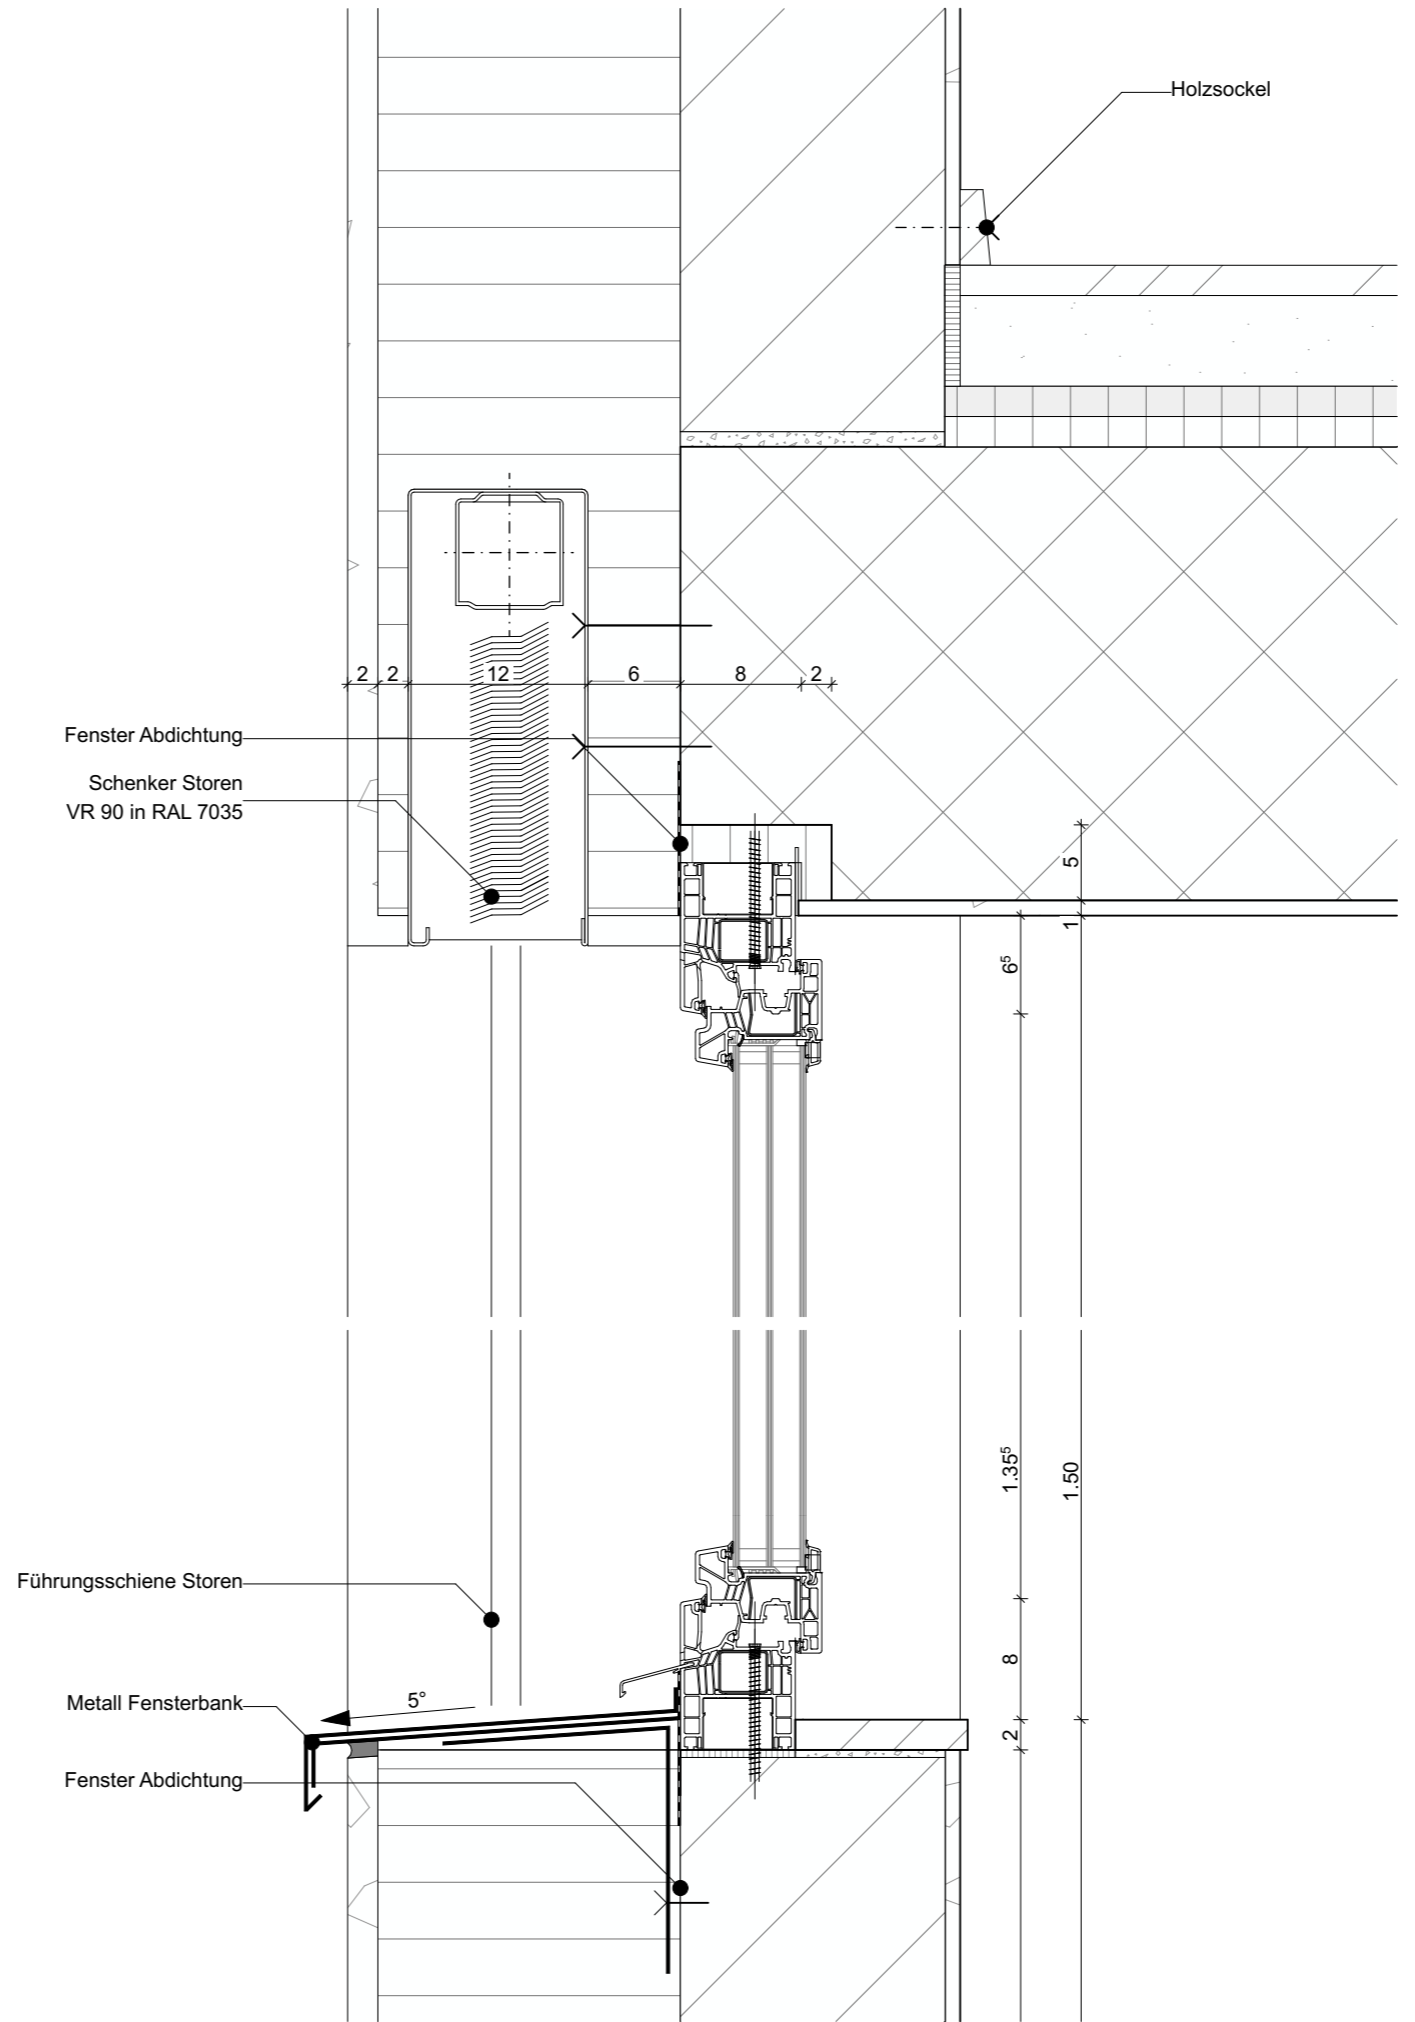 Holzsockel
2 2 12 6 8 2
Fenster Abdichtung
Schenker Storen
VR 90 in RAL 7035
5
1
6⁵
1.35⁵
1.50
Führungsschiene Storen
8
Metall Fensterbank
5°
2
Fenster Abdichtung